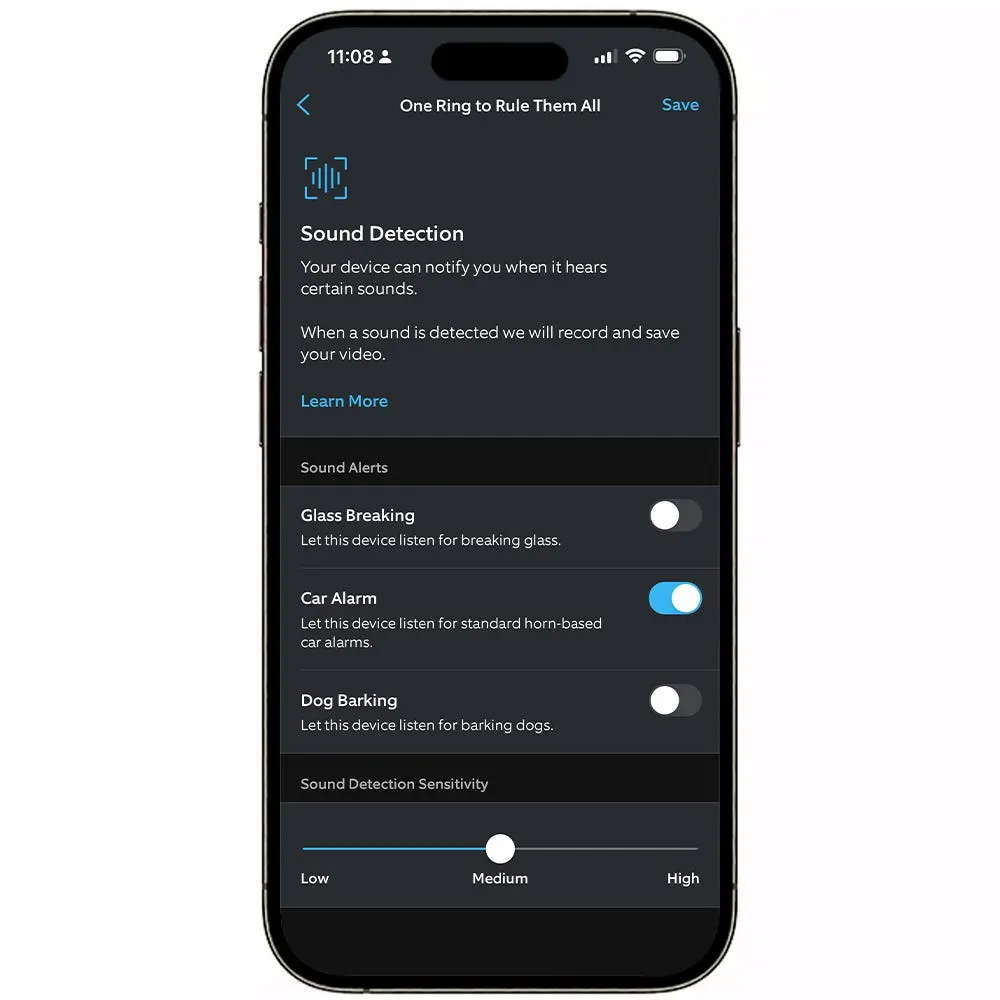 11:08
One Ring to Rule Them All
Save
Sound Detection
Your device can notify you when it hears
certain sounds.
When a sound is detected we will record and save
your video.
Learn More
Sound Alerts
Glass Breaking
Let this device listen for breaking glass.
Car Alarm
Let this device listen for standard horn-based
car alarms.
Dog Barking
Let this device listen for barking dogs.
Sound Detection Sensitivity
Low
Medium
High